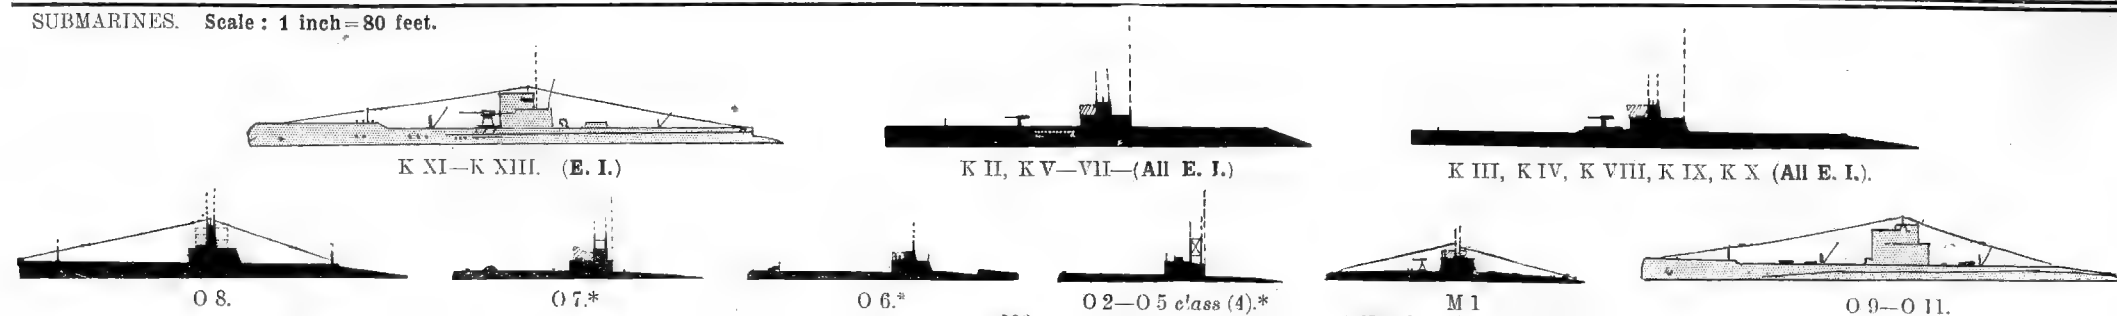 SUBMARINES. Scale : 1 inch=80 feet.
K XI—K XIII. (E. I.)
K II, K V—VII—(All E. I.)
K III, K IV, K VIII, K IX, K X (All E. I.).
O 8.
O 7.*
O 6.*
O 2—O 5 class (4).*
M 1
O 9—O 11.